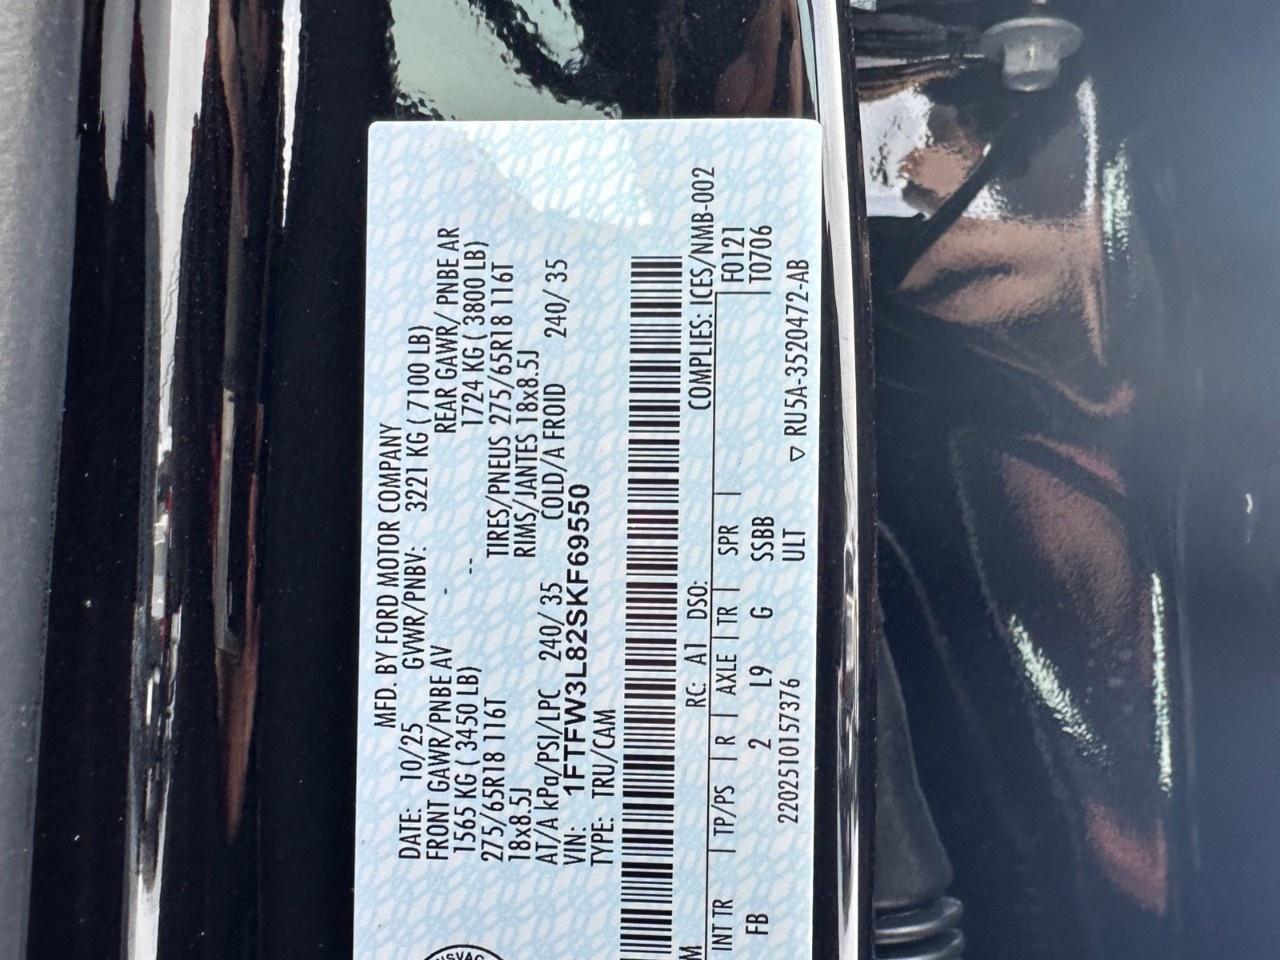 MFD. BY FORD MOTOR COMPANY
DATE: 10/25 GVWR/PNBV: 3221 KG ( 7100 LB)
FRONT GAWR/PNBE AV - REAR GAWR/ PNBE AR
1565 KG ( 3450 LB) -- 1724 KG ( 3800 LB)
275/65R18 116T TIRES/PNEUS 275/65R18 116T
18x8.5J RIMS/JANTES 18x8.5J
AT/A kPa/PSI/LPC 240/ 35 COLD/A FROID 240/ 35
VIN: 1FTFW3L82SKF69550
TYPE: TRU/CAM
M RC: A1 DSO: COMPLIES: ICES/NMB-002
INT TR | TP/PS | R | AXLE | TR | SPR | F0121
FB 2 L9 G SSBB T0706
2202510157376 ULT ▽ RU5A-3520472-AB